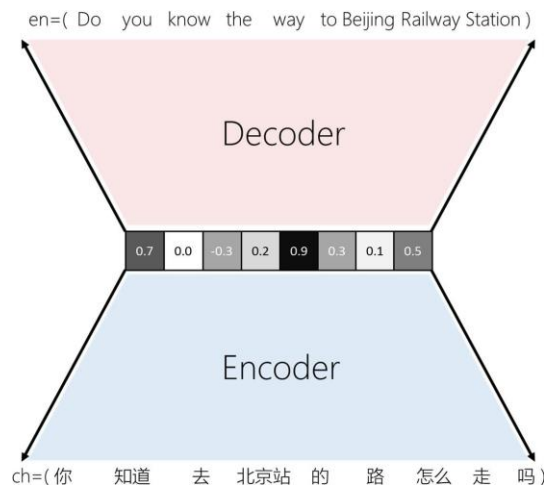 en=( Do you know the way to Beijing Railway Station )
Decoder
0.7 0.0 -0.3 0.2 0.9 0.3 0.1 0.5
Encoder
ch=( 你 知道 去 北京站 的 路 怎么 走 吗 )